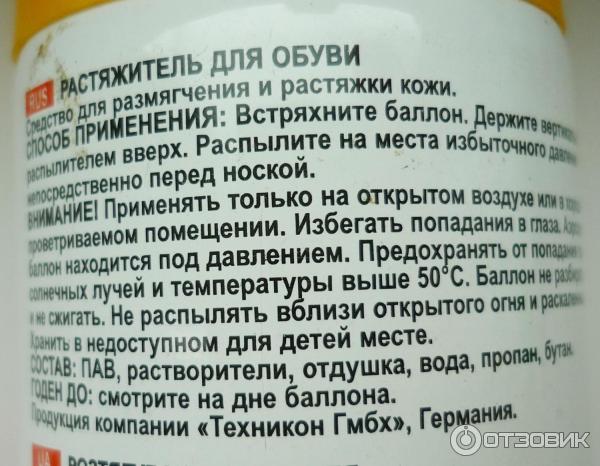 RUS РАСТЯЖИТЕЛЬ ДЛЯ ОБУВИ
Средство для размягчения и растяжки кожи.
СПОСОБ ПРИМЕНЕНИЯ: Встряхните баллон. Держите
распылителем вверх. Распылите на места избыточного
непосредственно перед ноской.
ВНИМАНИЕ! Применять только на открытом воздухе или в
проветриваемом помещении. Избегать попадания в глаза.
баллон находится под давлением. Предохранять от попадания
солнечных лучей и температуры выше 50°С. Баллон не
и не сжигать. Не распылять вблизи открытого огня и
Хранить в недоступном для детей месте.
СОСТАВ: ПАВ, растворители, отдушка, вода, пропан, бутан.
ГОДЕН ДО: смотрите на дне баллона.
Продукция компании «Техникон Гмбх», Германия.
UA
ОТЗОВИК